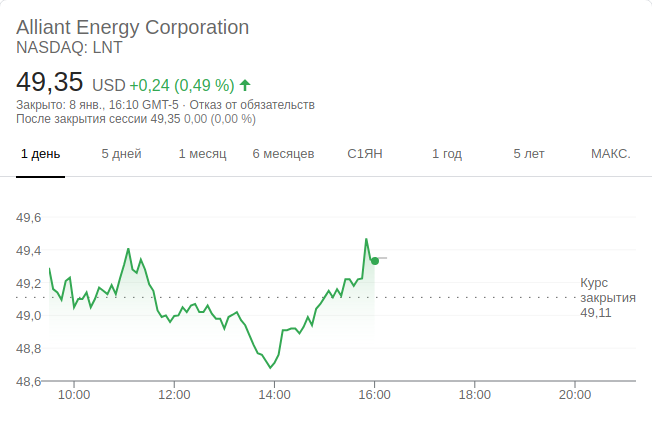 Alliant Energy Corporation
NASDAQ: LNT
49,35 USD +0,24 (0,49 %)
Закрыто: 8 янв., 16:10 GMT-5 · Отказ от обязательств
После закрытия сессии 49,35 0,00 (0,00 %)
1 день 5 дней 1 месяц 6 месяцев С1ЯН 1 год 5 лет МАКС.
49,6
49,4
49,2
49,0
48,8
48,6
Курс
закрытия
49,11
10:00 12:00 14:00 16:00 18:00 20:00